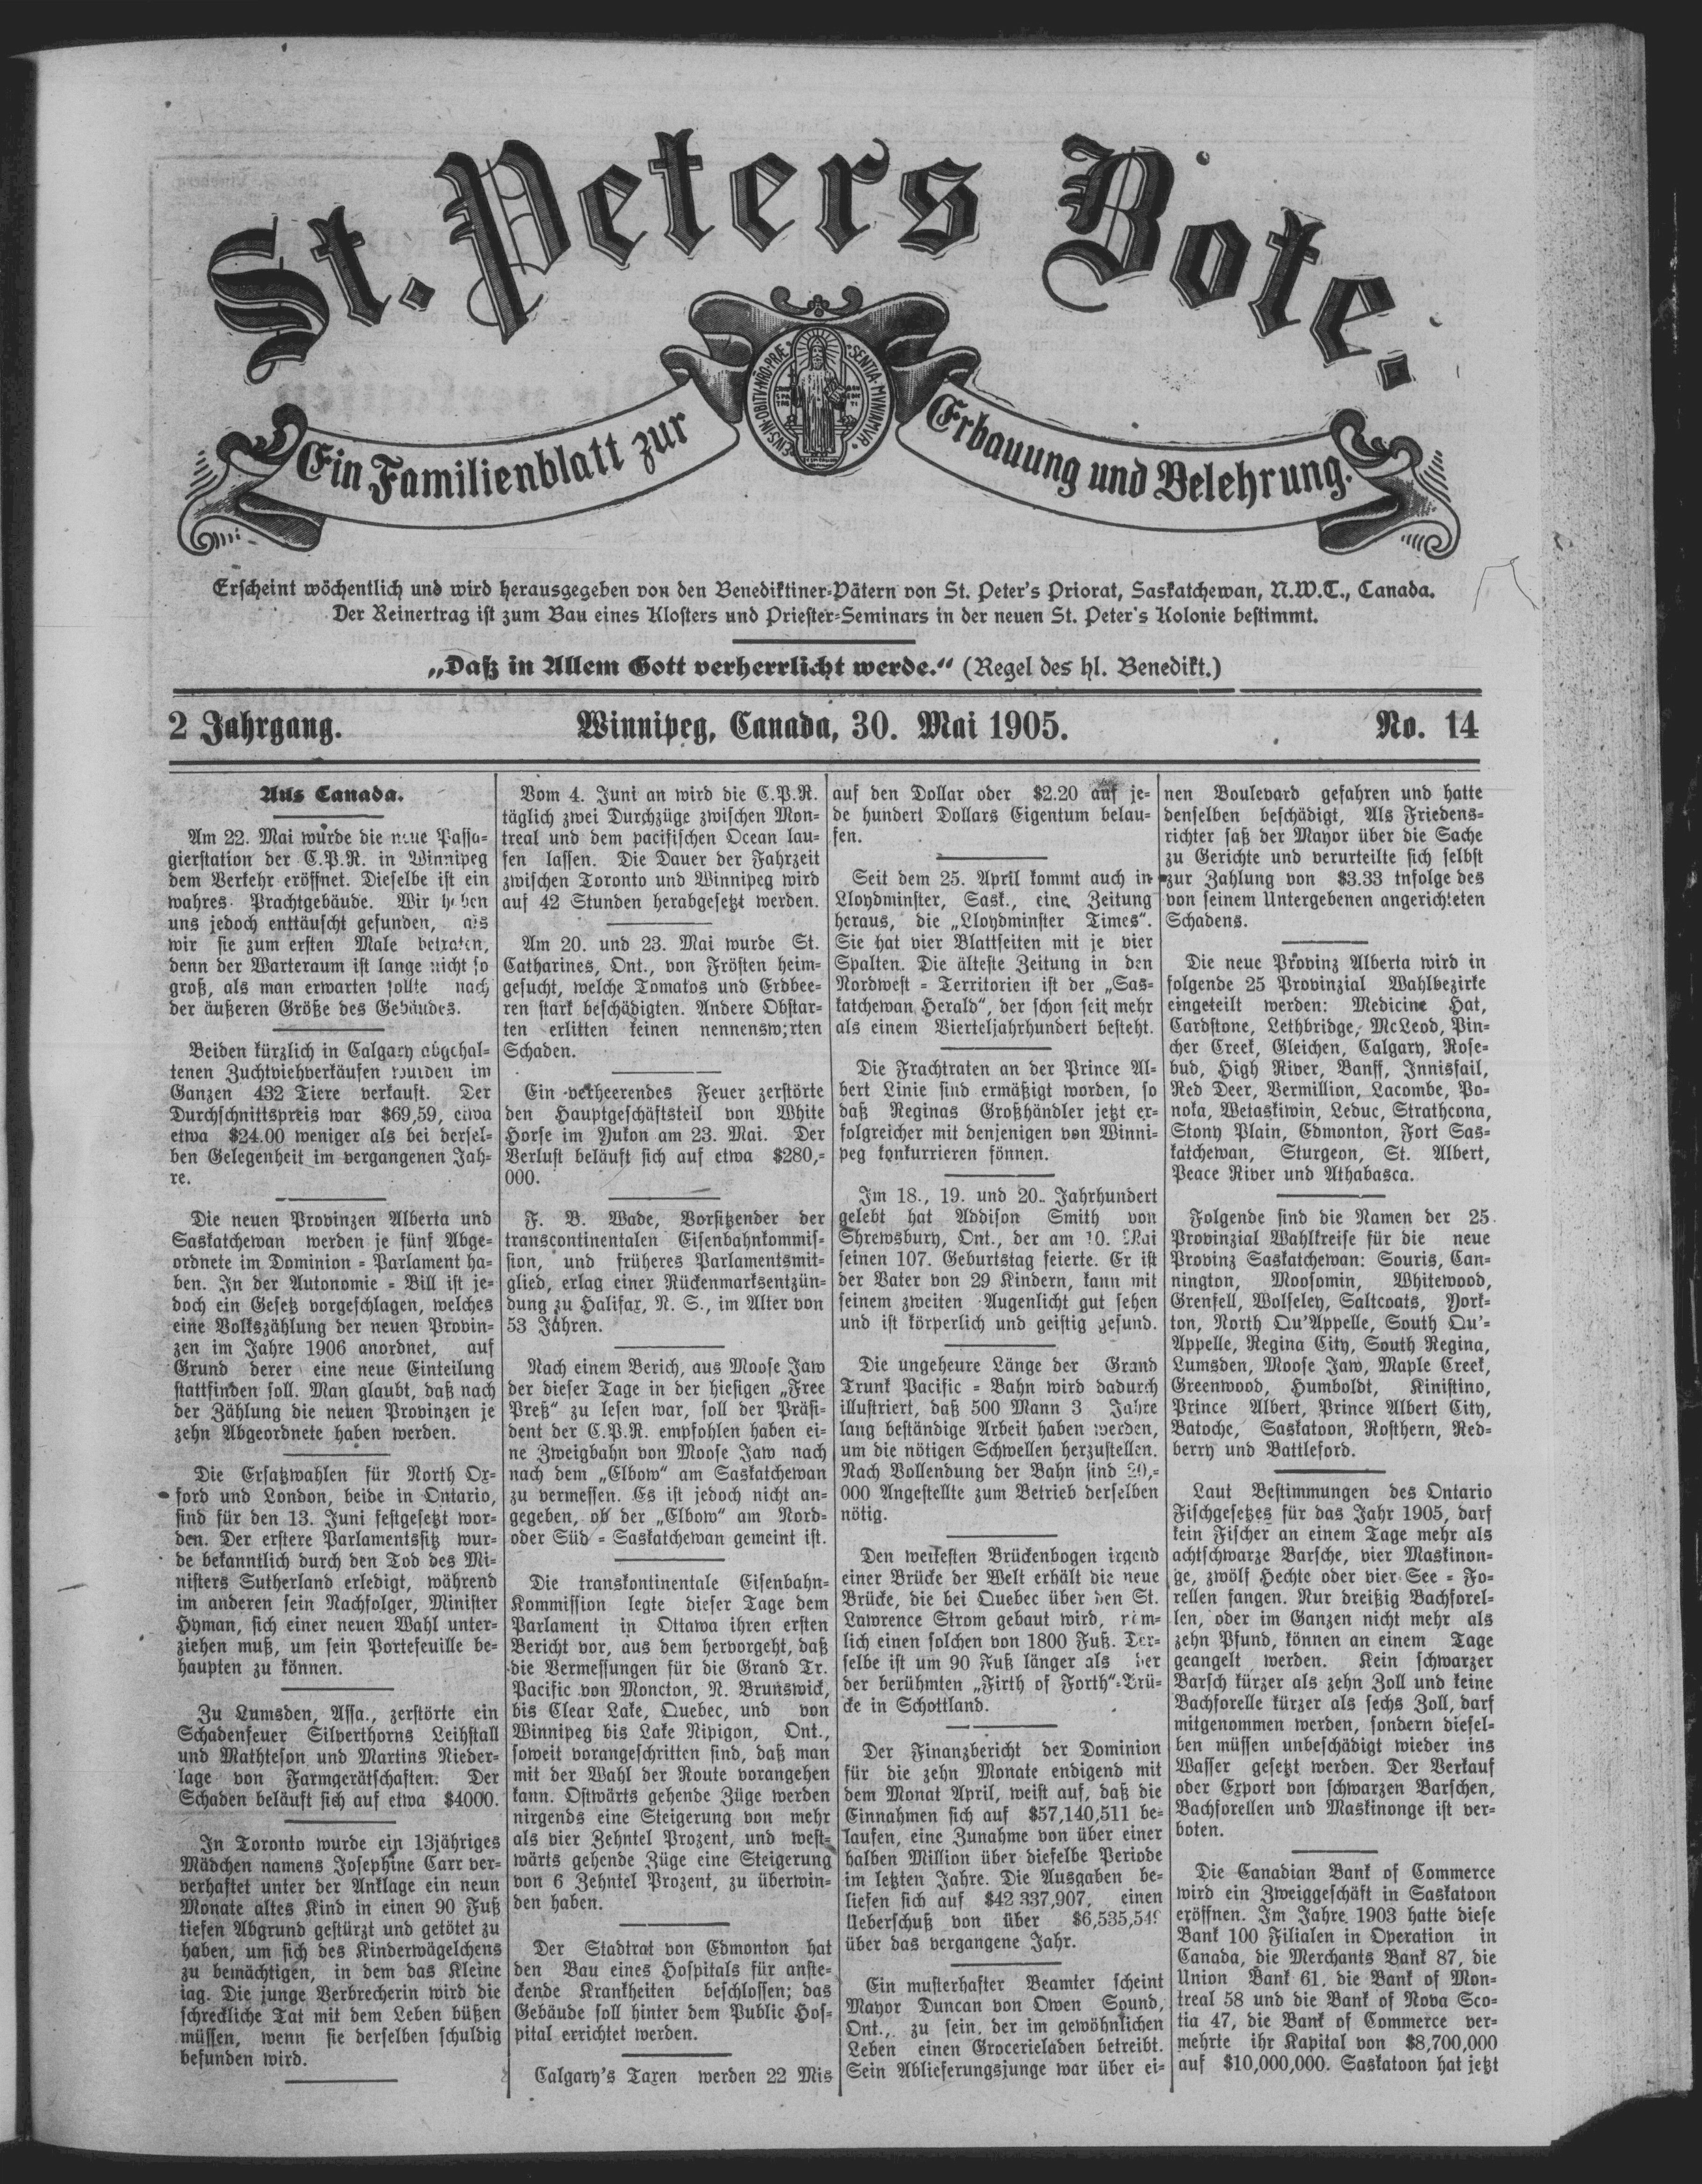 St. Peters Bote.
Ein Familienblatt zur Erbauung und Belehrung.
Erscheint wöchentlich und wird herausgegeben von den Benediktiner-Pätern von St. Peter's Priorat, Saskatchewan, N.W.T., Canada.
Der Reinertrag ist zum Bau eines Klosters und Priester-Seminars in der neuen St. Peter's Kolonie bestimmt.
„Daß in Allem Gott verherrlicht werde." (Regel des hl. Benedikt.)
2 Jahrgang. Winnipeg, Canada, 30. Mai 1905. No. 14
Aus Canada.
Am 22. Mai wurde die neue Passa-
gierstation der C.P.R. in Winnipeg
dem Verkehr eröffnet. Dieselbe ist ein
wahres Prachtgebäude. Wir haben
uns jedoch enttäuscht gefunden, als
wir sie zum ersten Male betraten,
denn der Warteraum ist lange nicht so
groß, als man erwarten sollte nach
der äußeren Größe des Gebäudes.
Beiden kürzlich in Calgary abgehal-
tenen Zuchtviehverkäufen wurden im
Ganzen 432 Tiere verkauft. Der
Durchschnittspreis war $69,59, etwa
etwa $24.00 weniger als bei dersel-
ben Gelegenheit im vergangenen Jah-
re.
Die neuen Provinzen Alberta und
Saskatchewan werden je fünf Abge-
ordnete in der Dominion - Parlament ha-
ben. In der Autonomie - Bill ist je-
doch ein Gesetz vorgeschlagen, welches
eine Volkszählung der neuen Provin-
zen im Jahre 1906 anordnet, auf
Grund derer eine neue Einteilung
stattfinden soll. Man glaubt, daß nach
der Zählung die neuen Provinzen je
zehn Abgeordnete haben werden.
Die Ersatzwahlen für North Ox-
ford und London, beide in Ontario,
sind für den 13. Juni festgesetzt wor-
den. Der erstere Parlamentssitz wur-
de bekanntlich durch den Tod des Mi-
nisters Sutherland erledigt, während
im anderen sein Nachfolger, Minister
Hyman, sich einer neuen Wahl unter-
ziehen muß, um sein Portefeuille be-
haupten zu können.
Zu Lumsden, Assa., zerstörte ein
Schadenfeuer Silverthorns Leihstall
und Mathteson und Martins Nieder-
lage von Farmgerätschaften. Der
Schaden beläuft sich auf etwa $4000.
In Toronto wurde ein 13jähriges
Mädchen namens Josephine Carr ver-
verhaftet unter der Anklage ein neun
Monate altes Kind in einen 90 Fuß
tiefen Abgrund gestürzt und getötet zu
haben, um sich des Kinderwägelchens
zu bemächtigen, in dem das Kleine
lag. Die junge Verbrecherin wird die
schreckliche Tat mit dem Leben büßen
müssen, wenn sie derselben schuldig
befunden wird.
Vom 4. Juni an wird die C.P.R.
täglich zwei Durchzüge zwischen Mon-
treal und dem pacifischen Ocean lau-
fen lassen. Die Dauer der Fahrzeit
zwischen Toronto und Winnipeg wird
auf 42 Stunden herabgesetzt werden.
Am 20. und 23. Mai wurde St.
Catharines, Ont., von Frösten heim-
gesucht, welche Tomatos und Erdbee-
ren stark beschädigten. Andere Obstar-
ten erlitten keinen nennenswerten
Schaden.
Ein verheerendes Feuer zerstörte
den Hauptgeschäftsteil von White
Horse im Yukon am 23. Mai. Der
Verlust beläuft sich auf etwa $280,-
000.
F. B. Wade, Vorsitzender der
transcontinentalen Eisenbahnkommis-
sion, und früheres Parlamentsmit-
glied, erlag einer Rückenmarksentzün-
dung zu Halifax, N. S., im Alter von
53 Jahren.
Nach einem Berich, aus Moose Jaw
der dieser Tage in der hiesigen „Free
Preß" zu lesen war, soll der Präsi-
dent der C.P.R. empfohlen haben ei-
ne Zweigbahn von Moose Jaw nach
nach dem „Elbow" am Saskatchewan
zu vermessen. Es ist jedoch nicht an-
gegeben, ob der „Elbow" am Nord-
oder Süd - Saskatchewan gemeint ist.
Die transkontinentale Eisenbahn-
Kommission legte dieser Tage dem
Parlament in Ottawa ihren ersten
Bericht vor, aus dem hervorgeht, daß
die Vermessungen für die Grand Tr.
Pacific von Moncton, N. Brunswick,
bis Clear Lake, Quebec, und von
Winnipeg bis Lake Nipigon, Ont.,
soweit vorangeschritten sind, daß man
mit der Wahl der Route vorangehen
kann. Ostwärts gehende Züge werden
nirgends eine Steigerung von mehr
als vier Zehntel Prozent, und west-
wärts gehende Züge eine Steigerung
von 6 Zehntel Prozent, zu überwin-
den haben.
Der Stadtrat von Edmonton hat
den Bau eines Hospitals für anste-
ckende Krankheiten beschlossen; das
Gebäude soll hinter dem Public Hos-
pital errichtet werden.
Calgary's Taxen werden 22 Mis
auf den Dollar oder $2.20 auf je-
de hundert Dollars Eigentum belau-
fen.
Seit dem 25. April kommt auch in
Lloydminster, Sask., eine Zeitung
heraus, die „Lloydminster Times".
Sie hat vier Blattseiten mit je vier
Spalten. Die älteste Zeitung in den
Nordwest - Territorien ist der „Sas-
katchewan Herald", der schon seit mehr
als einem Vierteljahrhundert besteht.
Die Frachtraten an der Prince Al-
bert Linie sind ermäßigt worden, so
daß Reginas Großhändler jetzt er-
folgreicher mit denjenigen von Winni-
peg konkurrieren können.
Im 18., 19. und 20. Jahrhundert
gelebt hat Addison Smith von
Shrewsbury, Ont., der am 10. Mai
seinen 107. Geburtstag feierte. Er ist
der Vater von 29 Kindern, kann mit
seinem zweiten Augenlicht gut sehen
und ist körperlich und geistig gesund.
Die ungeheure Länge der Grand
Trunk Pacific - Bahn wird dadurch
illustriert, daß 500 Mann 3 Jahre
lang beständige Arbeit haben werden,
um die nötigen Schwellen herzustellen.
Nach Vollendung der Bahn sind 20,-
000 Angestellte zum Betrieb derselben
nötig.
Den weitesten Brückenbogen irgend
einer Brücke der Welt erhält die neue
Brücke, die bei Quebec über den St.
Lawrence Strom gebaut wird, näm-
lich einen solchen von 1800 Fuß. Der-
selbe ist um 90 Fuß länger als der
der berühmten „Firth of Forth"-Brü-
cke in Schottland.
Der Finanzbericht der Dominion
für die zehn Monate endigend mit
dem Monat April, weist auf, daß die
Einnahmen sich auf $57,140,511 be-
laufen, eine Zunahme von über einer
halben Million über dieselbe Periode
im letzten Jahre. Die Ausgaben be-
liefen sich auf $42 337,907, einen
Ueberschuß von über $6,535,549
über das vergangene Jahr.
Ein musterhafter Beamter scheint
Mayor Duncan von Owen Sound,
Ont., zu sein, der im gewöhnlichen
Leben einen Grocerieladen betreibt.
Sein Ablieferungsjunge war über ei-
nen Boulevard gefahren und hatte
denselben beschädigt, Als Friedens-
richter saß der Mayor über die Sache
zu Gerichte und verurteilte sich selbst
zur Zahlung von $3.33 tnfolge des
von seinem Untergebenen angerichteten
Schadens.
Die neue Provinz Alberta wird in
folgende 25 Provinzial Wahlbezirke
eingeteilt werden: Medicine Hat,
Cardstone, Lethbridge, McLeod, Pin-
cher Creek, Gleichen, Calgary, Rose-
bud, High River, Banff, Innisfail,
Red Deer, Vermillion, Lacombe, Po-
noka, Wetaskiwin, Leduc, Strathcona,
Stony Plain, Edmonton, Fort Sas-
katchewan, Sturgeon, St. Albert,
Peace River und Athabasca.
Folgende sind die Namen der 25
Provinzial Wahlkreise für die neue
Provinz Saskatchewan: Souris, Can-
nington, Moosomin, Whitewood,
Grenfell, Wolseley, Saltcoats, York-
ton, North Qu'Appelle, South Qu'-
Appelle, Regina City, South Regina,
Lumsden, Moose Jaw, Maple Creek,
Greenwood, Humboldt, Kinistino,
Prince Albert, Prince Albert City,
Batoche, Saskatoon, Rosthern, Red-
berry und Battleford.
Laut Bestimmungen des Ontario
Fischgesetzes für das Jahr 1905, darf
kein Fischer an einem Tage mehr als
achtschwarze Barsche, vier Maskinon-
ge, zwölf Hechte oder vier See - Fo-
rellen fangen. Nur dreißig Bachforel-
len, oder im Ganzen nicht mehr als
zehn Pfund, können an einem Tage
geangelt werden. Kein schwarzer
Barsch kürzer als zehn Zoll und keine
Bachforelle kürzer als sechs Zoll, darf
mitgenommen werden, sondern diesel-
ben müssen unbeschädigt wieder ins
Wasser gesetzt werden. Der Verkauf
oder Export von schwarzen Barschen,
Bachforellen und Maskinonge ist ver-
boten.
Die Canadian Bank of Commerce
wird ein Zweiggeschäft in Saskatoon
eröffnen. Im Jahre 1903 hatte diese
Bank 100 Filialen in Operation in
Canada, die Merchants Bank 87, die
Union Bank 61, die Bank of Mon-
treal 58 und die Bank of Nova Sco-
tia 47, die Bank of Commerce ver-
mehrte ihr Kapital von $8,700,000
auf $10,000,000. Saskatoon hat jetzt